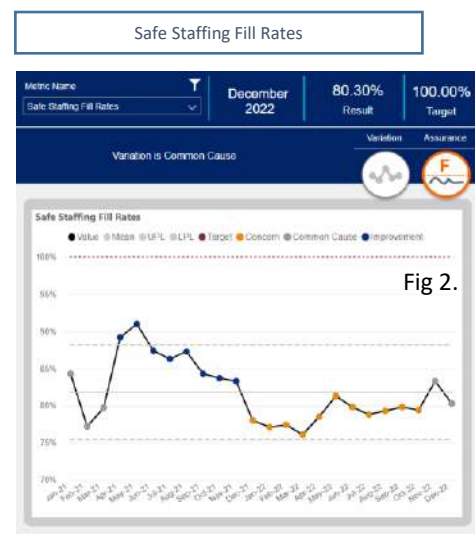 Safe Staffing Fill Rates
Metric Name
Safe Staffing Fill Rates
December
2022
80.30%
Result
100.00%
Target
Variation is Common Cause
Variation
Assurance
F
Safe Staffing Fill Rates
Value Mean UPL LPL Target Concern Common Cause Improvement
Fig 2.
100%
95%
90%
85%
80%
75%
70%
Jan-21 Feb-21 Mar-21 Apr-21 May-21 Jun-21 Jul-21 Aug-21 Sep-21 Oct-21 Nov-21 Dec-21 Jan-22 Feb-22 Mar-22 Apr-22 May-22 Jun-22 Jul-22 Aug-22 Sep-22 Oct-22 Nov-22 Dec-22